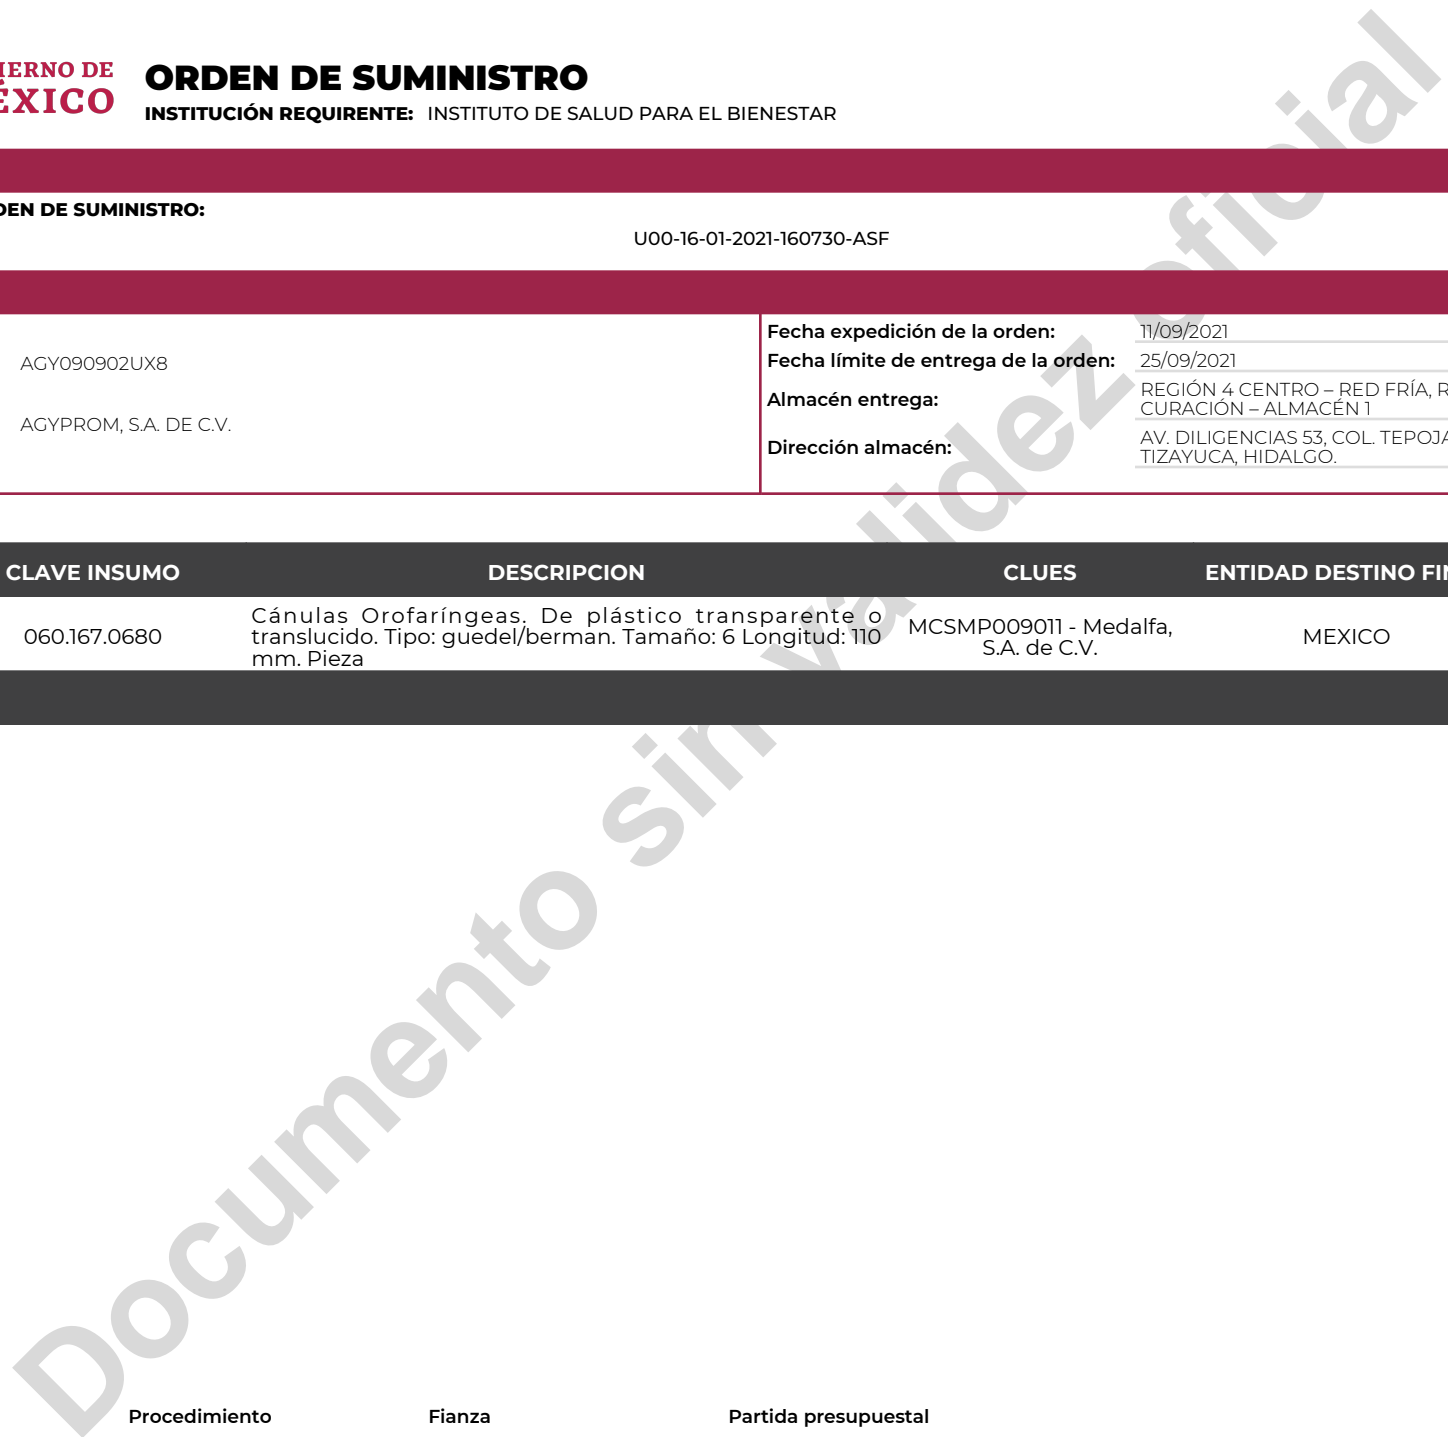 IERNO DE
ÉXICO
ORDEN DE SUMINISTRO
INSTITUCIÓN REQUIRENTE: INSTITUTO DE SALUD PARA EL BIENESTAR
DEN DE SUMINISTRO:
U00-16-01-2021-160730-ASF
AGY090902UX8
AGYPROM, S.A. DE C.V.
Fecha expedición de la orden: 11/09/2021
Fecha límite de entrega de la orden: 25/09/2021
Almacén entrega: REGIÓN 4 CENTRO – RED FRÍA, R
CURACIÓN – ALMACÉN 1
Dirección almacén: AV. DILIGENCIAS 53, COL. TEPOJA
TIZAYUCA, HIDALGO.
CLAVE INSUMO DESCRIPCION CLUES ENTIDAD DESTINO FIN
060.167.0680
Cánulas Orofaríngeas. De plástico transparente o
translucido. Tipo: guedel/berman. Tamaño: 6 Longitud: 110
mm. Pieza
MCSMP009011 - Medalfa,
S.A. de C.V.
MEXICO
Documento sin validez oficial
Procedimiento Fianza Partida presupuestal